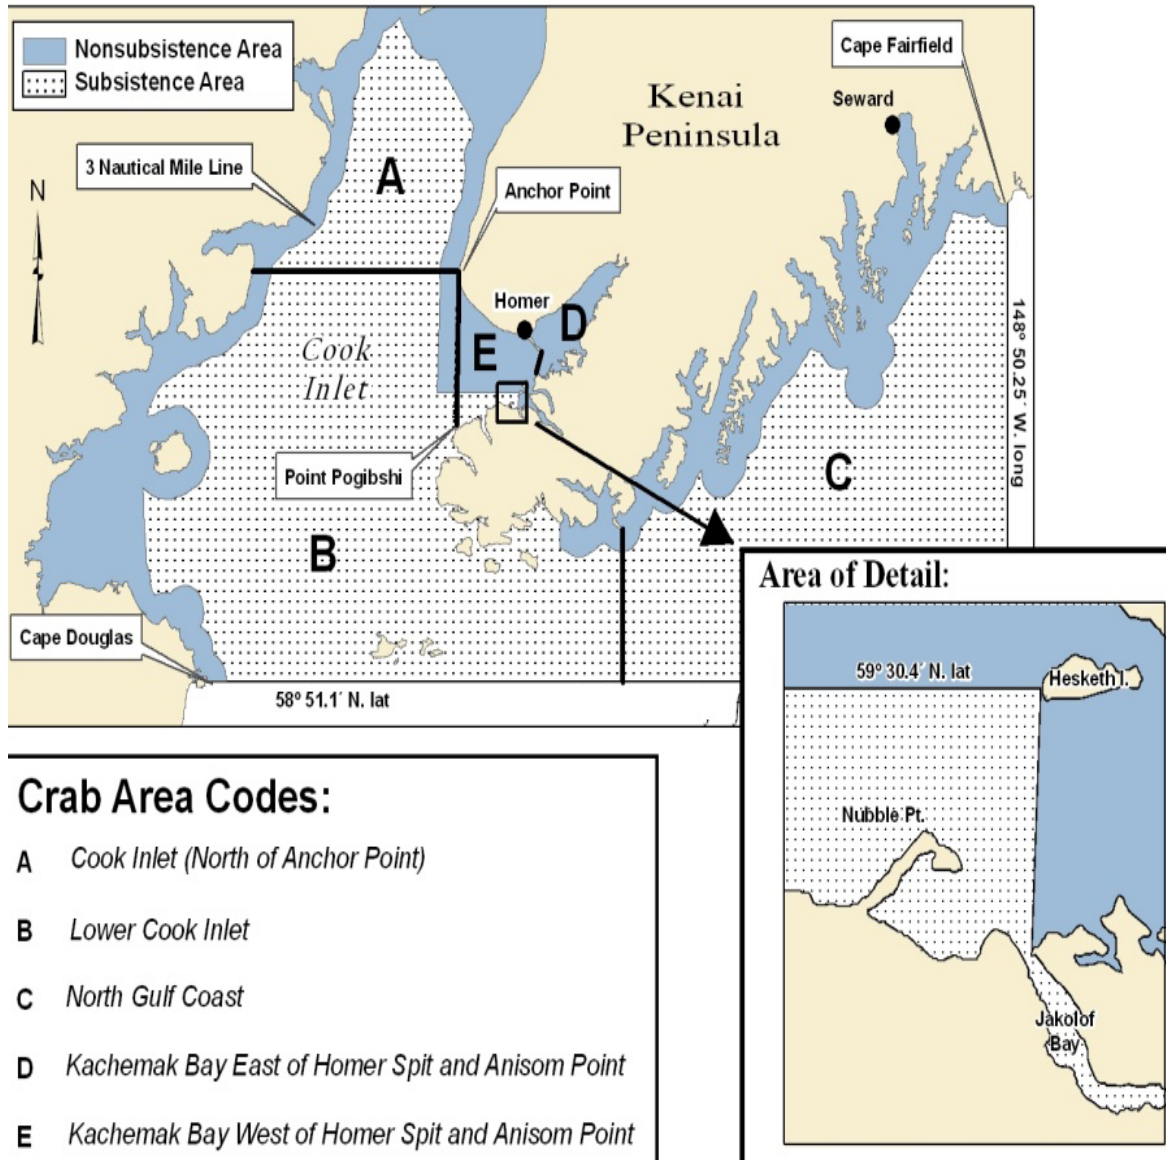 Nonsubsistence Area
Subsistence Area
Cape Fairfield
Kenai
Peninsula
Seward
3 Nautical Mile Line
A
Anchor Point
N
Homer
D
E
Cook
Inlet
148º 50.25´ W. long
Point Pogibshi
C
B
Cape Douglas
58º 51.1´ N. lat
Area of Detail:
59º 30.4´ N. lat
Hesketh I.
Nubble Pt.
Jakolof
Bay
Crab Area Codes:
A Cook Inlet (North of Anchor Point)
B Lower Cook Inlet
C North Gulf Coast
D Kachemak Bay East of Homer Spit and Anisom Point
E Kachemak Bay West of Homer Spit and Anisom Point